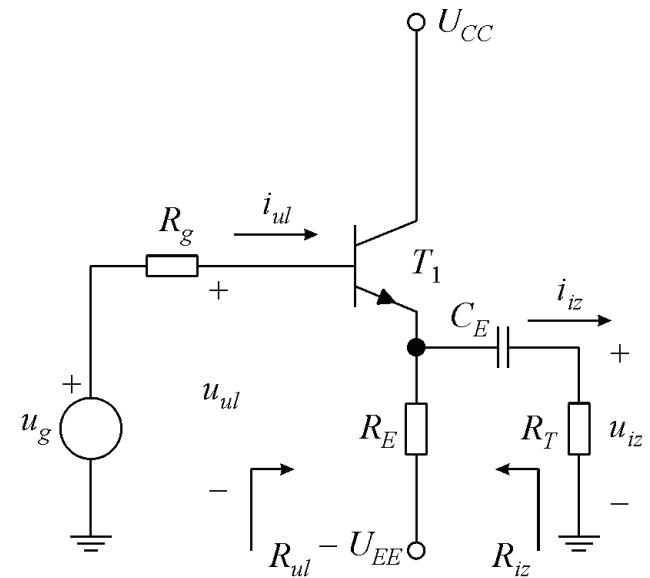 U_CC
i_ul
R_g
T_1
i_iz
+
C_E
+
+
u_ul
u_g
R_E
R_T
u_iz
−
−
R_ul
− U_EE
R_iz